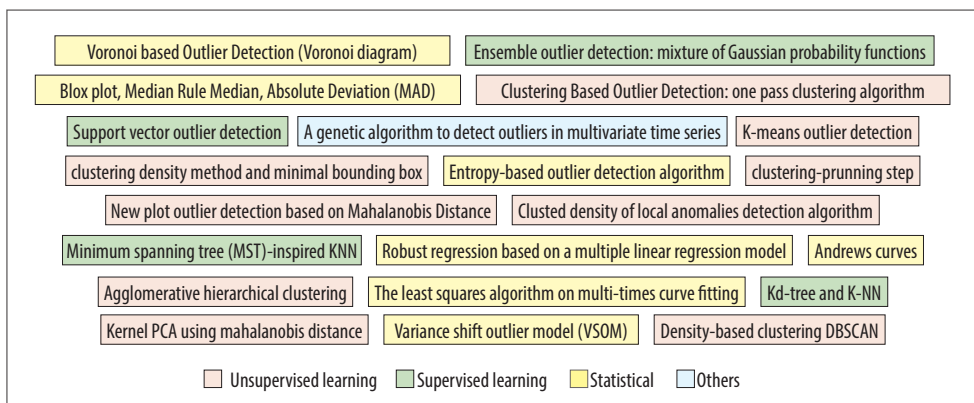 Voronoi based Outlier Detection (Voronoi diagram) Ensemble outlier detection: mixture of Gaussian probability functions
Blox plot, Median Rule Median, Absolute Deviation (MAD) Clustering Based Outlier Detection: one pass clustering algorithm
Support vector outlier detection A genetic algorithm to detect outliers in multivariate time series K-means outlier detection
clustering density method and minimal bounding box Entropy-based outlier detection algorithm clustering-prunning step
New plot outlier detection based on Mahalanobis Distance Clusted density of local anomalies detection algorithm
Minimum spanning tree (MST)-inspired KNN Robust regression based on a multiple linear regression model Andrews curves
Agglomerative hierarchical clustering The least squares algorithm on multi-times curve fitting Kd-tree and K-NN
Kernel PCA using mahalanobis distance Variance shift outlier model (VSOM) Density-based clustering DBSCAN
Unsupervised learning Supervised learning Statistical Others